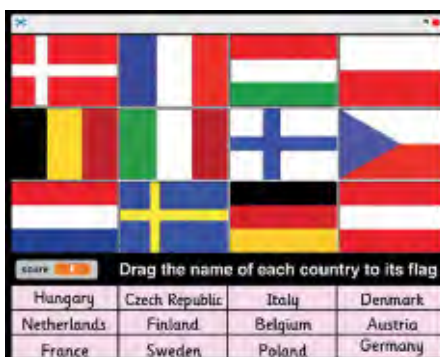 score
Drag the name of each country to its flag
Hungary Czech Republic Italy Denmark
Netherlands Finland Belgium Austria
France Sweden Poland Germany